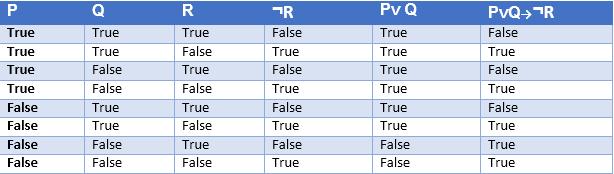 P Q R ¬R P∨ Q P∨Q→¬R
True True True False True False
True True False True True True
True False True False True False
True False False True True True
False True True False True False
False True False True True True
False False True False False True
False False False True False True